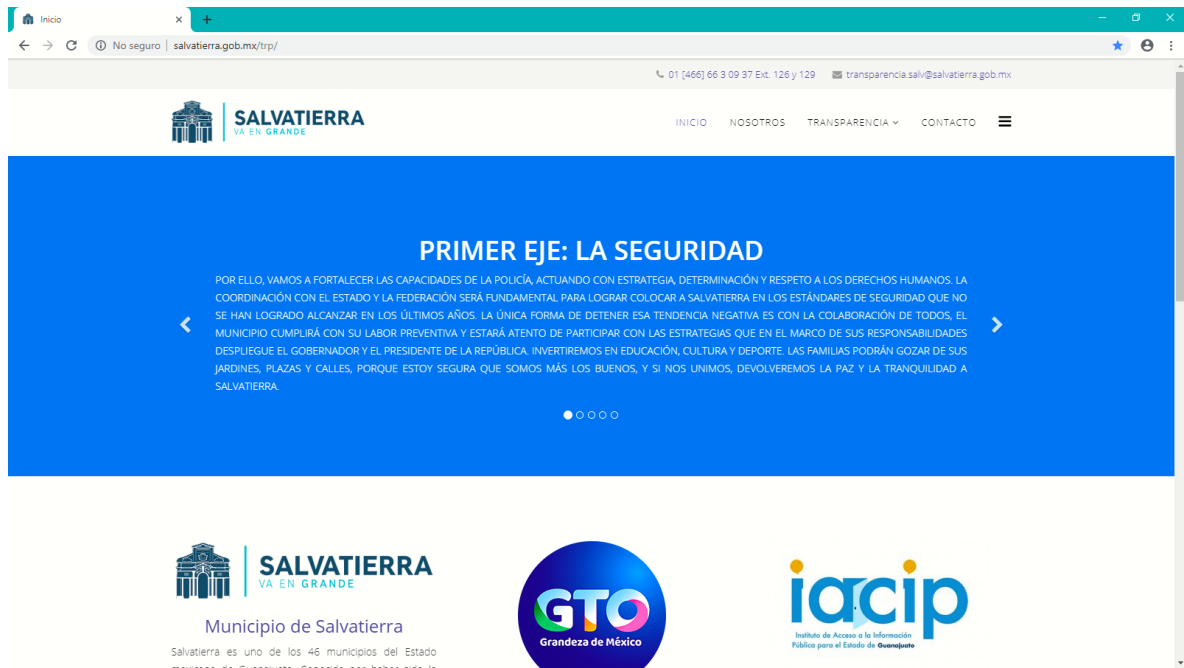 Inicio
No seguro | salvatierra.gob.mx/trp/
01 [466] 66 3 09 37 Ext. 126 y 129 transparencia.salv@salvatierra.gob.mx
SALVATIERRA
VA EN GRANDE
INICIO NOSOTROS TRANSPARENCIA CONTACTO
PRIMER EJE: LA SEGURIDAD
POR ELLO, VAMOS A FORTALECER LAS CAPACIDADES DE LA POLICÍA, ACTUANDO CON ESTRATEGIA, DETERMINACIÓN Y RESPETO A LOS DERECHOS HUMANOS. LA
COORDINACIÓN CON EL ESTADO Y LA FEDERACIÓN SERÁ FUNDAMENTAL PARA LOGRAR COLOCAR A SALVATIERRA EN LOS ESTÁNDARES DE SEGURIDAD QUE NO
SE HAN LOGRADO ALCANZAR EN LOS ÚLTIMOS AÑOS. LA ÚNICA FORMA DE DETENER ESA TENDENCIA NEGATIVA ES CON LA COLABORACIÓN DE TODOS, EL
MUNICIPIO CUMPLIRÁ CON SU LABOR PREVENTIVA Y ESTARÁ ATENTO DE PARTICIPAR CON LAS ESTRATEGIAS QUE EN EL MARCO DE SUS RESPONSABILIDADES
DESPLIEGUE EL GOBERNADOR Y EL PRESIDENTE DE LA REPÚBLICA. INVERTIREMOS EN EDUCACIÓN, CULTURA Y DEPORTE. LAS FAMILIAS PODRÁN GOZAR DE SUS
JARDINES, PLAZAS Y CALLES, PORQUE ESTOY SEGURA QUE SOMOS MÁS LOS BUENOS, Y SI NOS UNIMOS, DEVOLVEREMOS LA PAZ Y LA TRANQUILIDAD A
SALVATIERRA.
SALVATIERRA
VA EN GRANDE
Municipio de Salvatierra
Salvatierra es uno de los 46 municipios del Estado
mexicano de Guanajuato. Conocida por haber sido la
GTO
Grandeza de México
iacip
Instituto de Acceso a la Información
Pública para el Estado de Guanajuato